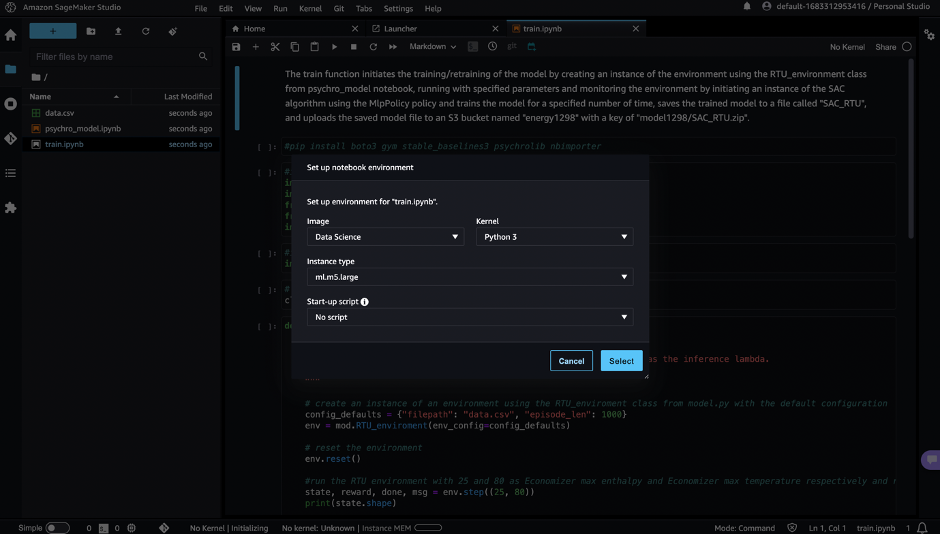 Amazon SageMaker Studio
File Edit View Run Kernel Git Tabs Settings Help
default-1683312953416 / Personal Studio
+
Filter files by name
/
Name Last Modified
data.csv seconds ago
psychro_model.ipynb seconds ago
train.ipynb seconds ago
Home Launcher train.ipynb
Markdown git No Kernel Share
The train function initiates the training/retraining of the model by creating an instance of the environment using the RTU_environment class
from psychro_model notebook, running with specified parameters and monitoring the environment by initiating an instance of the SAC
algorithm using the MlpPolicy policy and trains the model for a specified number of time, saves the trained model to a file called "SAC_RTU",
and uploads the saved model file to an S3 bucket named "energy1298" with a key of "model1298/SAC_RTU.zip".
[ ]: #pip install boto3 gym stable_baselines3 psychrolib nbimporter
[ ]: #
[ ]: #
[ ]: #
[ ]: de
Set up notebook environment
Set up environment for "train.ipynb".
Image Kernel
Data Science Python 3
Instance type
ml.m5.large
Start-up script
No script
Cancel Select
as the inference lambda.
"""
# create an instance of an environment using the RTU_enviroment class from model.py with the default configuration
config_defaults = {"filepath": "data.csv", "episode_len": 1000}
env = mod.RTU_enviroment(env_config=config_defaults)
# reset the environment
env.reset()
#run the RTU environment with 25 and 80 as Economizer max enthalpy and Economizer max temperature respectively and
state, reward, done, msg = env.step((25, 80))
print(state.shape)
Simple 0 0 No Kernel | Initializing No kernel: Unknown | Instance MEM Mode: Command Ln 1, Col 1 train.ipynb 1